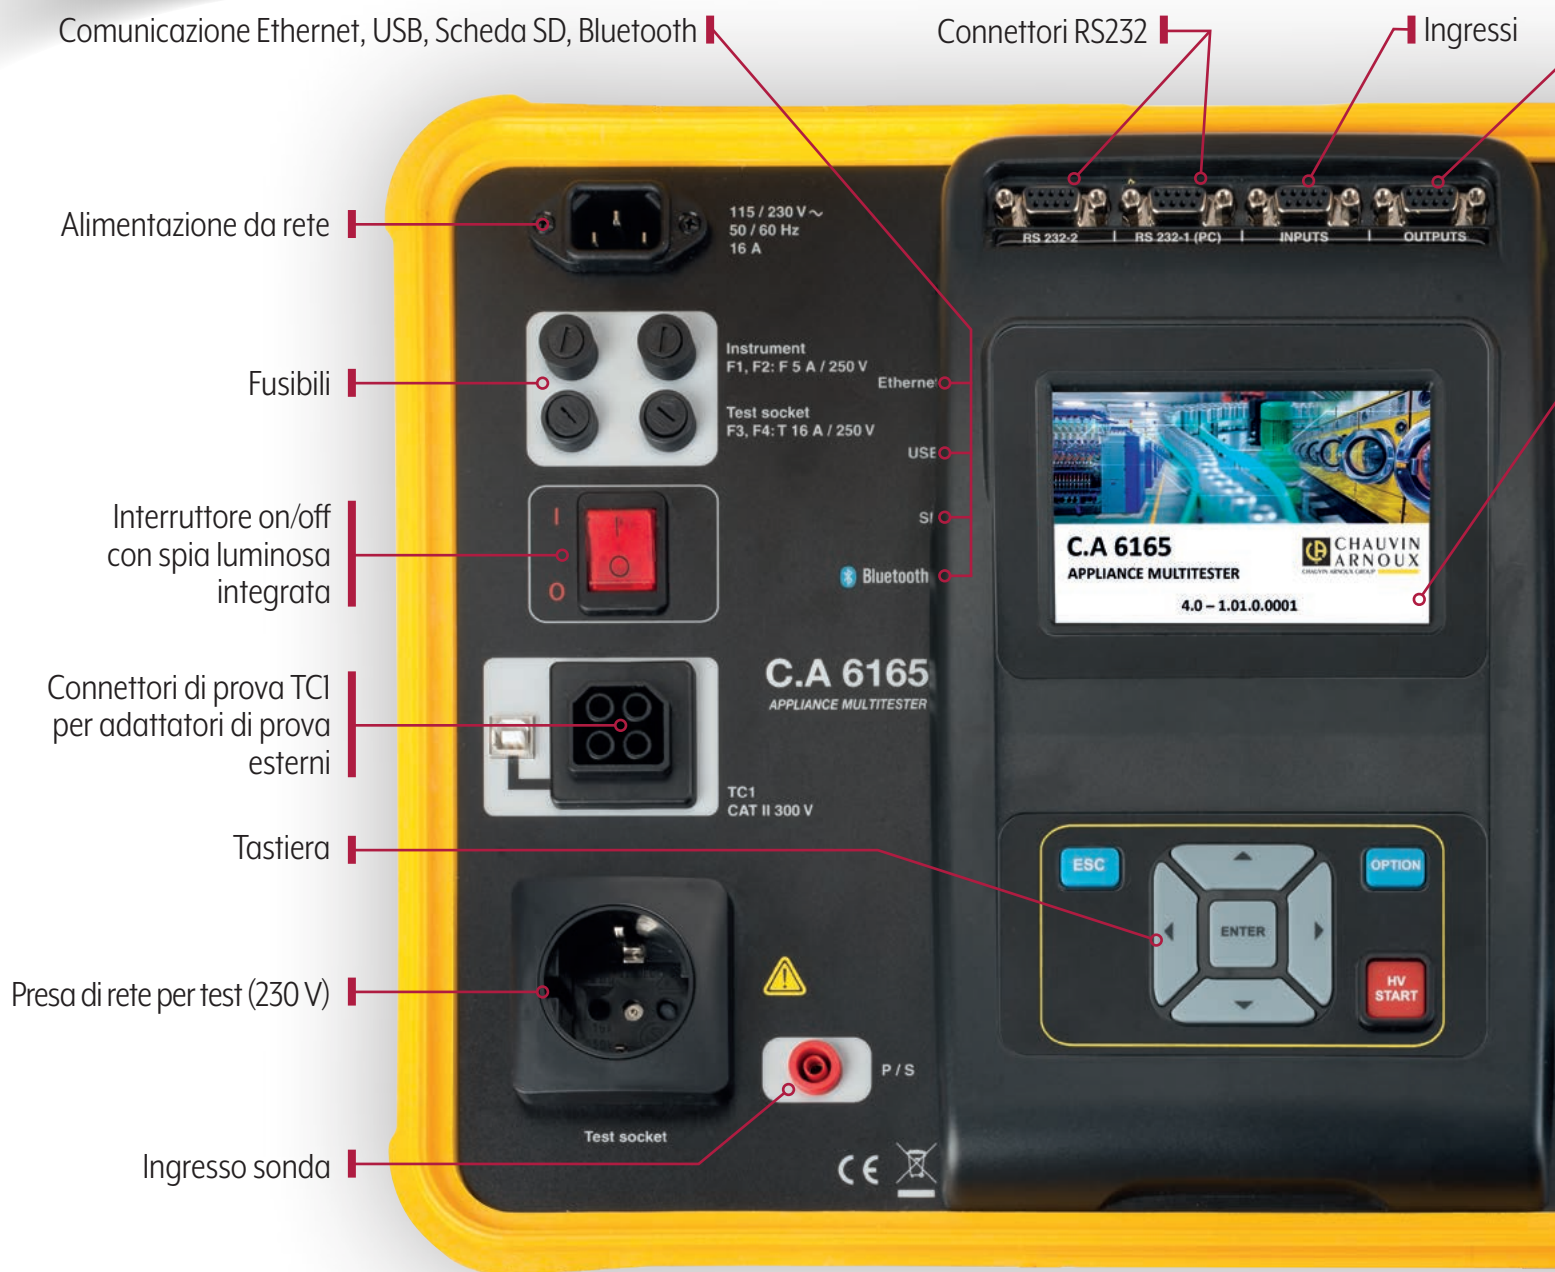 Comunicazione Ethernet, USB, Scheda SD, Bluetooth
Connettori RS232
Ingressi
Alimentazione da rete
115 / 230 V ~
50 / 60 Hz
16 A
RS 232-2
RS 232-1 (PC)
INPUTS
OUTPUTS
Fusibili
Instrument
F1, F2: F 5 A / 250 V
Test socket
F3, F4: T 16 A / 250 V
Ethernet
USB
Bluetooth
Interruttore on/off
con spia luminosa
integrata
I
O
C.A 6165
APPLIANCE MULTITESTER
CHAUVIN
ARNOUX
CHAUVIN ARNOUX GROUP
4.0 – 1.01.0.0001
C.A 6165
APPLIANCE MULTITESTER
Connettori di prova TC1
per adattatori di prova
esterni
TC1
CAT II 300 V
Tastiera
ESC
OPTION
ENTER
HV
START
Presa di rete per test (230 V)
P / S
Test socket
Ingresso sonda
CE